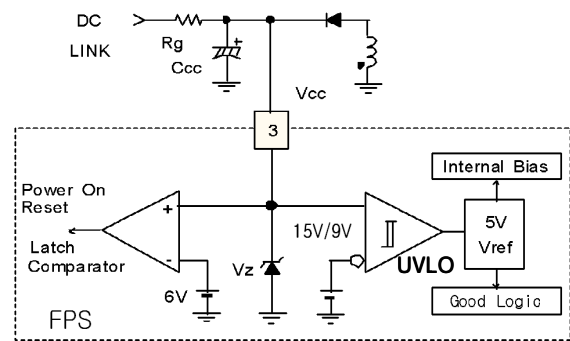 DC
LINK
Rg
Ccc
+
Vcc
3
Internal Bias
Power On
Reset
+
15V/9V
5V
Vref
Latch
Comparator
-
Vz
UVLO
6V
Good Logic
FPS